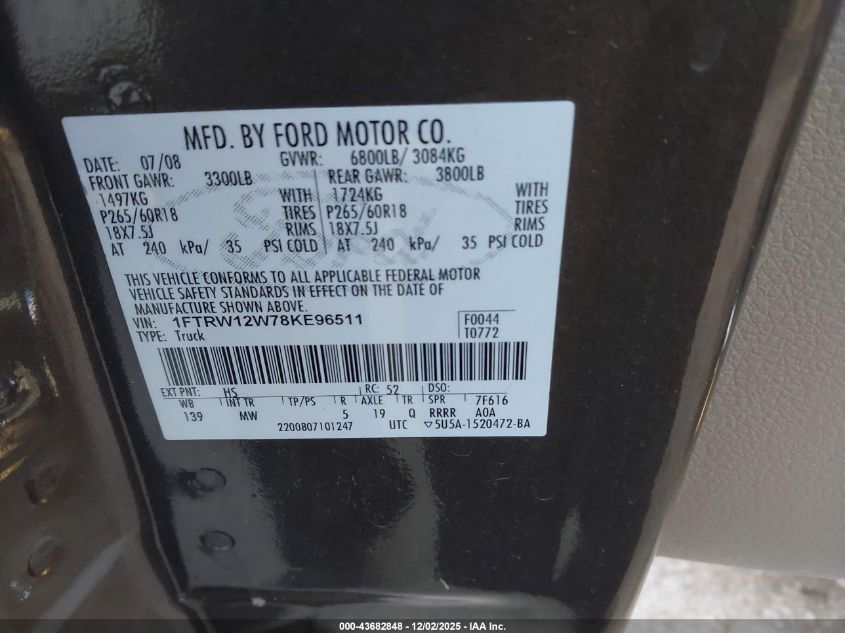 MFD. BY FORD MOTOR CO.
DATE: 07/08 GVWR: 6800LB/ 3084KG
FRONT GAWR: 3300LB REAR GAWR: 3800LB
1497KG WITH 1724KG WITH
P265/60R18 TIRES P265/60R18 TIRES
18X7.5J RIMS 18X7.5J RIMS
AT 240 kPa/ 35 PSI COLD AT 240 kPa/ 35 PSI COLD
THIS VEHICLE CONFORMS TO ALL APPLICABLE FEDERAL MOTOR
VEHICLE SAFETY STANDARDS IN EFFECT ON THE DATE OF
MANUFACTURE SHOWN ABOVE.
VIN: 1FTRW12W78KE96511 F0044
TYPE: Truck T0772
EXT PNT: HS RC: 52 DSO:
WB INT TR TP/PS R AXLE TR SPR 7F616
139 MW 5 19 Q RRRR A0A
2200807101247 UTC ▽5U5A-1520472-BA
000-43682848 - 12/02/2025 - IAA Inc.